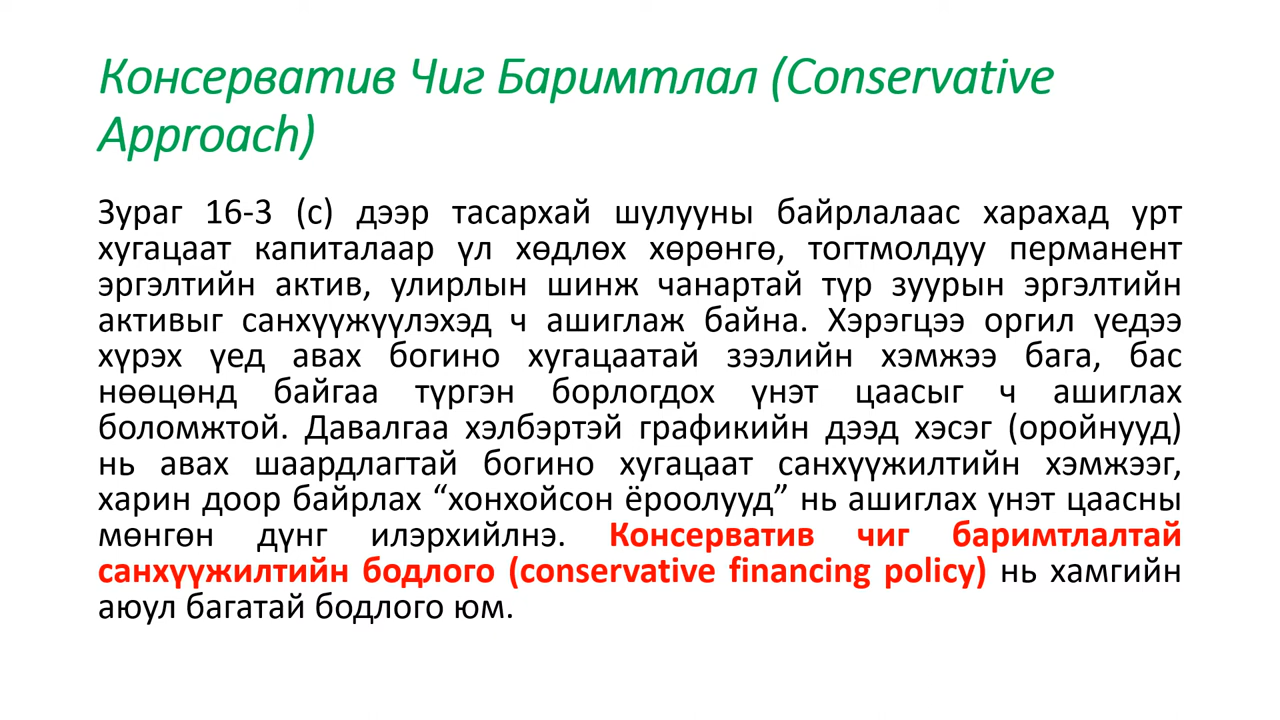 Консерватив Чиг Баримтлал (Conservative
Approach)
Зураг 16-3 (c) дээр тасархай шулууны байрлалаас харахад урт
хугацаат капиталаар үл хөдлөх хөрөнгө, тогтмолдуу перманент
эргэлтийн актив, улирлын шинж чанартай түр зуурын эргэлтийн
активыг санхүүжүүлэхэд ч ашиглаж байна. Хэрэгцээ оргил үедээ
хүрэх үед авах богино хугацаатай зээлийн хэмжээ бага, бас
нөөцөнд байгаа түргэн борлогдох үнэт цаасыг ч ашиглах
боломжтой. Давалгаа хэлбэртэй графикийн дээд хэсэг (оройнууд)
нь авах шаардлагтай богино хугацаат санхүүжилтийн хэмжээг,
харин доор байрлах “хонхойсон ёроолууд” нь ашиглах үнэт цаасны
мөнгөн дүнг илэрхийлнэ. Консерватив чиг баримтлалтай
санхүүжилтийн бодлого (conservative financing policy) нь хамгийн
аюул багатай бодлого юм.